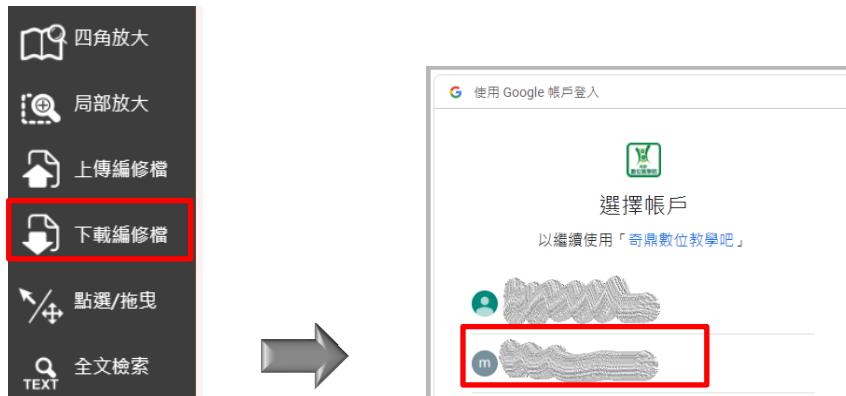 四角放大
局部放大
上傳編修檔
下載編修檔
點選/拖曳
TEXT
全文檢索
使用 Google 帳戶登入
選擇帳戶
以繼續使用「奇鼎數位教學吧」
m